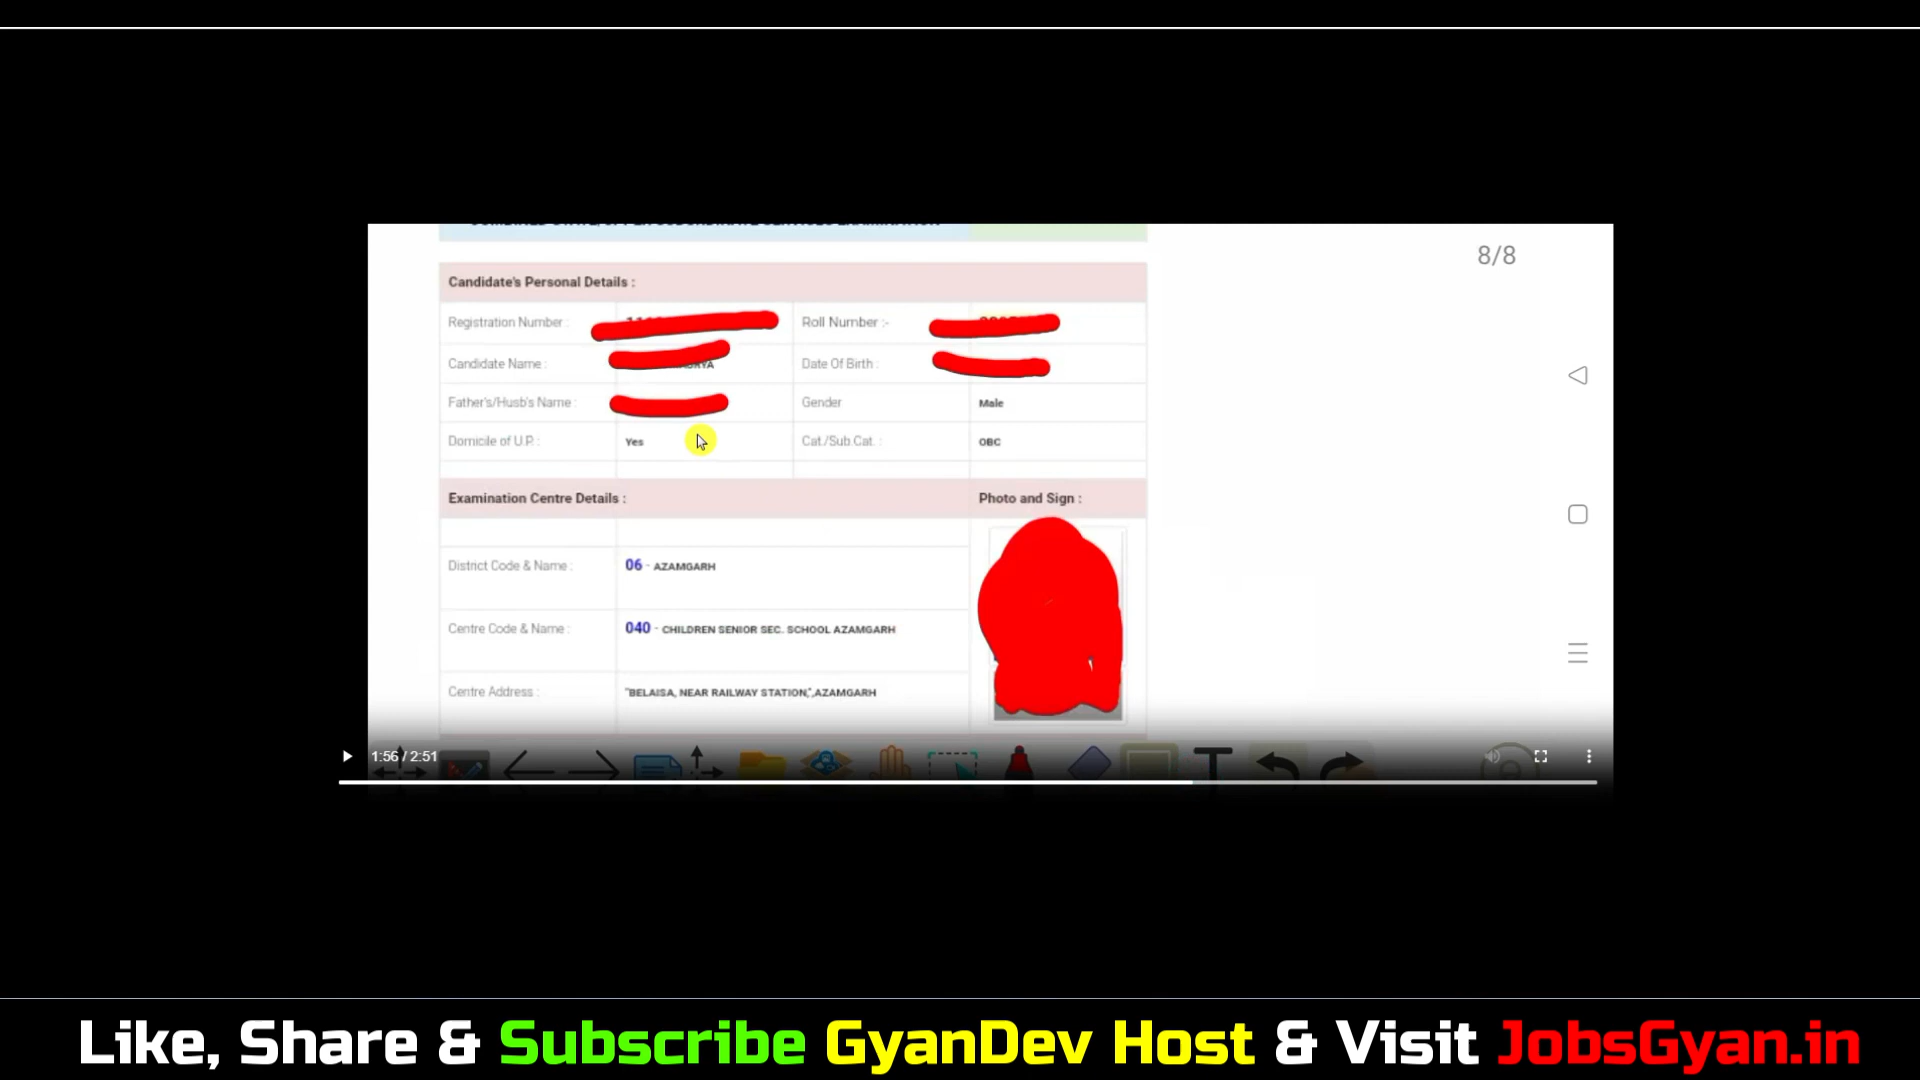 8/8
Candidate's Personal Details :
Registration Number : Roll Number :-
Candidate Name : Date Of Birth :
Father's/Husb's Name : Gender Male
Domicile of U.P. : Yes Cat./Sub.Cat. : OBC
Examination Centre Details : Photo and Sign :
District Code & Name : 06 - AZAMGARH
Centre Code & Name : 040 - CHILDREN SENIOR SEC. SCHOOL AZAMGARH
Centre Address : "BELAISA, NEAR RAILWAY STATION,",AZAMGARH
1:56 / 2:51
Like, Share & Subscribe GyanDev Host & Visit JobsGyan.in